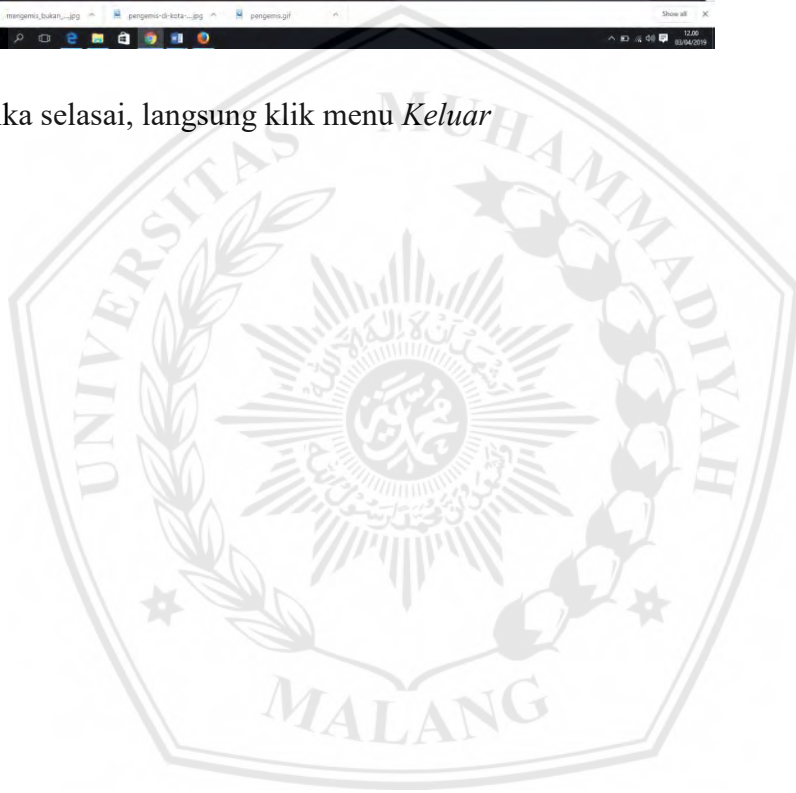 mengemis_bukan_...jpg pengemis-di-kota-...jpg pengemis.gif Show all
12.00
03/04/2019
ka selasai, langsung klik menu Keluar
UNIVERSITAS MUHAMMADIYAH
MALANG